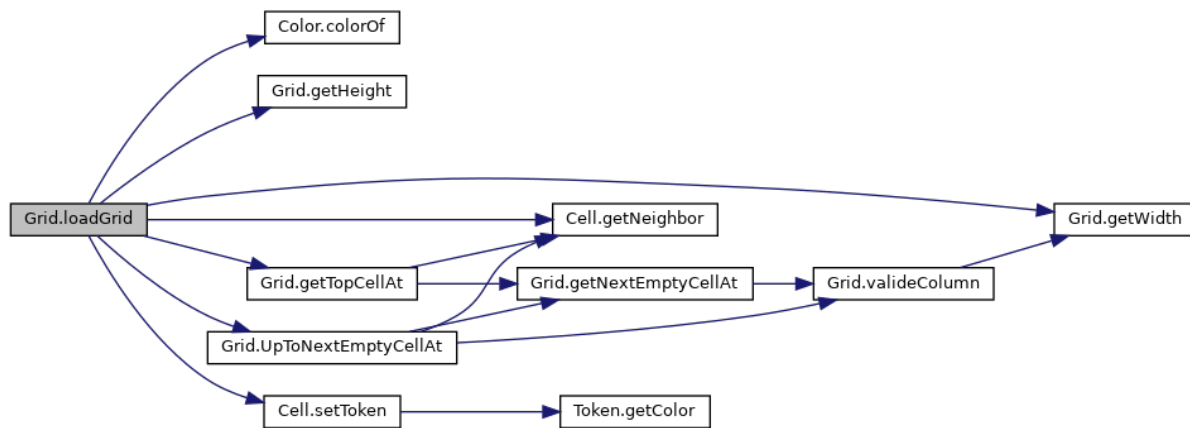 Color.colorOf
Grid.getHeight
Grid.loadGrid
Cell.getNeighbor
Grid.getWidth
Grid.getTopCellAt
Grid.getNextEmptyCellAt
Grid.valideColumn
Grid.UpToNextEmptyCellAt
Cell.setToken
Token.getColor